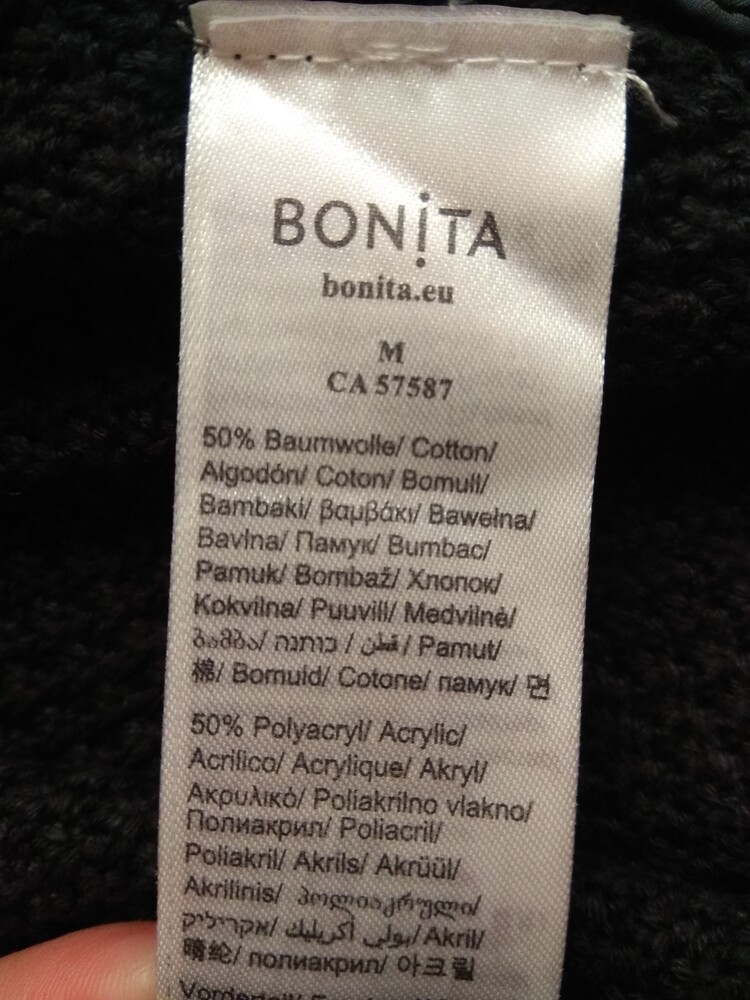 BONiTA
bonita.eu
M
CA 57587
50% Baumwolle/ Cotton/
Algodón/ Coton/ Bomull/
Bambaki/ βαμβάκι/ Bawełna/
Bavlna/ Памук/ Bumbac/
Pamuk/ Bombaž/ Хлопок/
Kokvilna/ Puuvill/ Medvilnė/
ბამბა/ כותנה / قطن / Pamut/
棉/ Bomuld/ Cotone/ памук/ 면
50% Polyacryl/ Acrylic/
Acrilico/ Acrylique/ Akryl/
Ακρυλικό/ Poliakrilno vlakno/
Полиакрил/ Poliacril/
Poliakril/ Akrils/ Akrüül/
Akrilinis/ პოლიაკრული/
אקריליק/ بولي أكريليك/ Akril/
晴纶/ полиакрил/ 아크릴